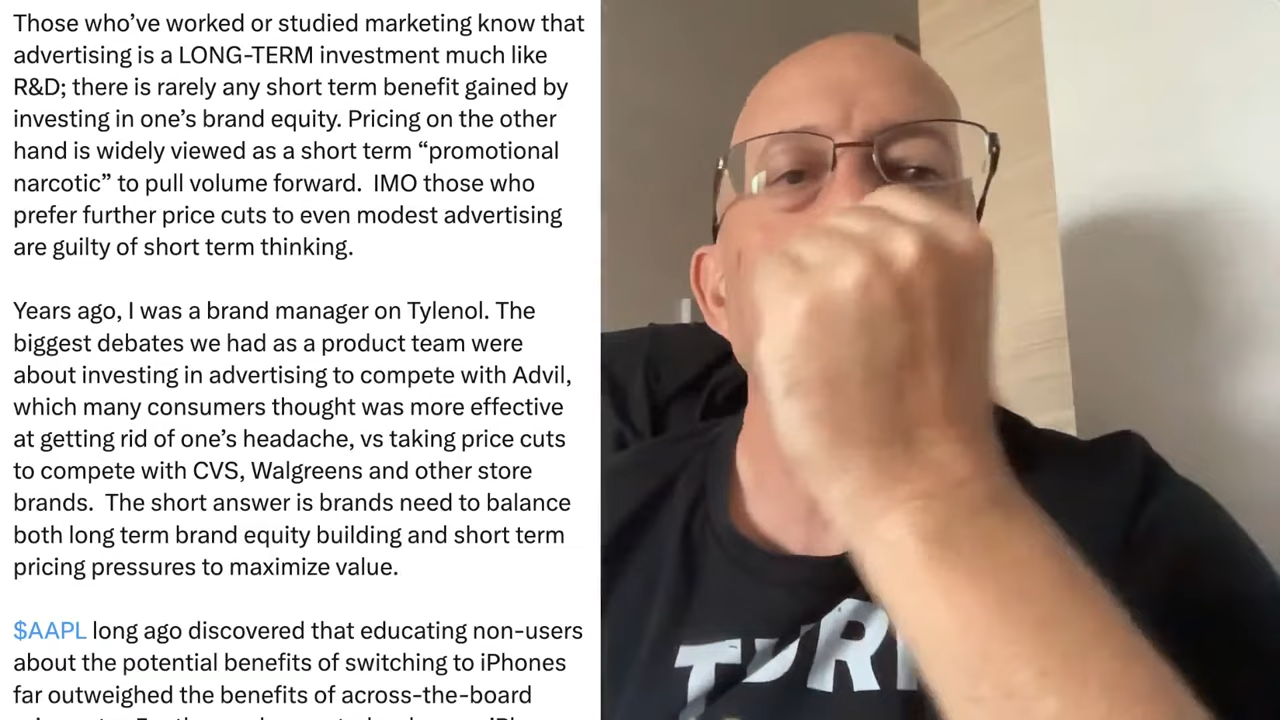 Those who’ve worked or studied marketing know that
advertising is a LONG-TERM investment much like
R&D; there is rarely any short term benefit gained by
investing in one’s brand equity. Pricing on the other
hand is widely viewed as a short term “promotional
narcotic” to pull volume forward.  IMO those who
prefer further price cuts to even modest advertising
are guilty of short term thinking.
Years ago, I was a brand manager on Tylenol. The
biggest debates we had as a product team were
about investing in advertising to compete with Advil,
which many consumers thought was more effective
at getting rid of one’s headache, vs taking price cuts
to compete with CVS, Walgreens and other store
brands.  The short answer is brands need to balance
both long term brand equity building and short term
pricing pressures to maximize value.
$AAPL long ago discovered that educating non-users
about the potential benefits of switching to iPhones
far outweighed the benefits of across-the-board